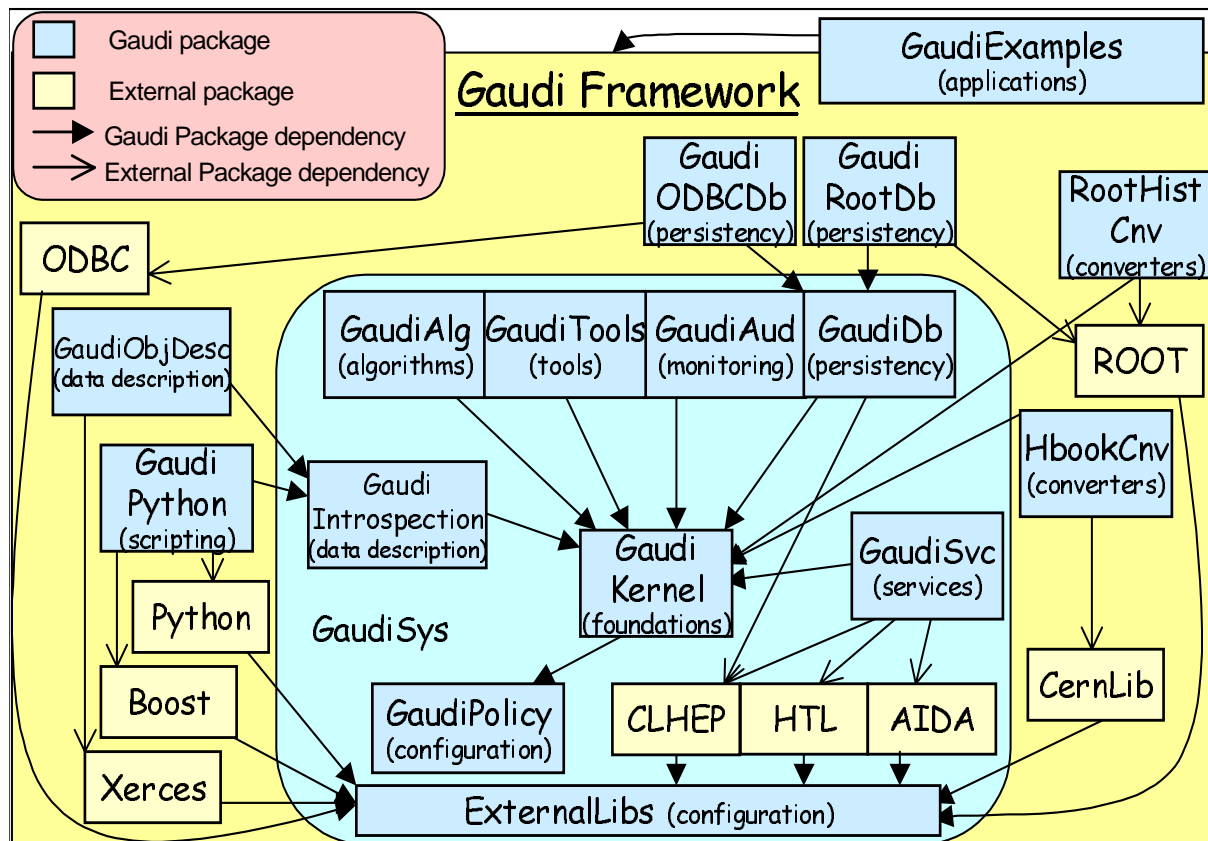 Gaudi package
External package
Gaudi Package dependency
External Package dependency
GaudiExamples
(applications)
Gaudi Framework
Gaudi
ODBCDb
(persistency)
Gaudi
RootDb
(persistency)
RootHist
Cnv
(converters)
ODBC
GaudiObjDesc
(data description)
GaudiAlg
(algorithms)
GaudiTools
(tools)
GaudiAud
(monitoring)
GaudiDb
(persistency)
ROOT
Gaudi
Python
(scripting)
Gaudi
Introspection
(data description)
HbookCnv
(converters)
Gaudi
Kernel
(foundations)
GaudiSvc
(services)
Python
GaudiSys
Boost
GaudiPolicy
(configuration)
CLHEP
HTL
AIDA
CernLib
Xerces
ExternalLibs (configuration)